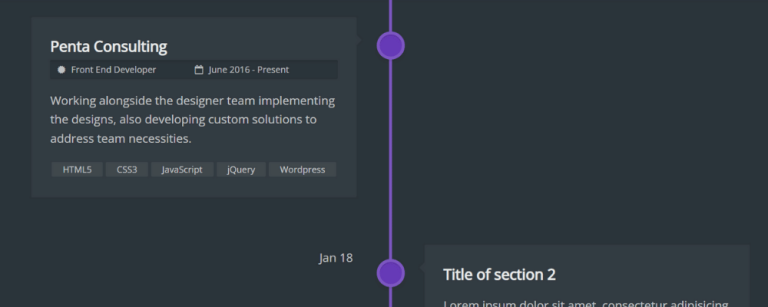 Penta Consulting
Front End Developer June 2016 - Present
Working alongside the designer team implementing
the designs, also developing custom solutions to
address team necessities.
HTML5 CSS3 JavaScript jQuery Wordpress
Jan 18
Title of section 2
Lorem ipsum dolor sit amet, consectetur adipisicing